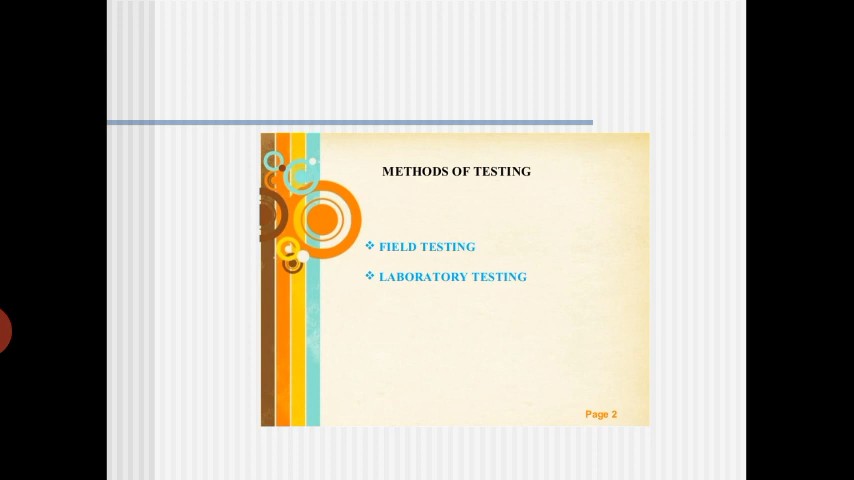 METHODS OF TESTING
FIELD TESTING
LABORATORY TESTING
Page 2